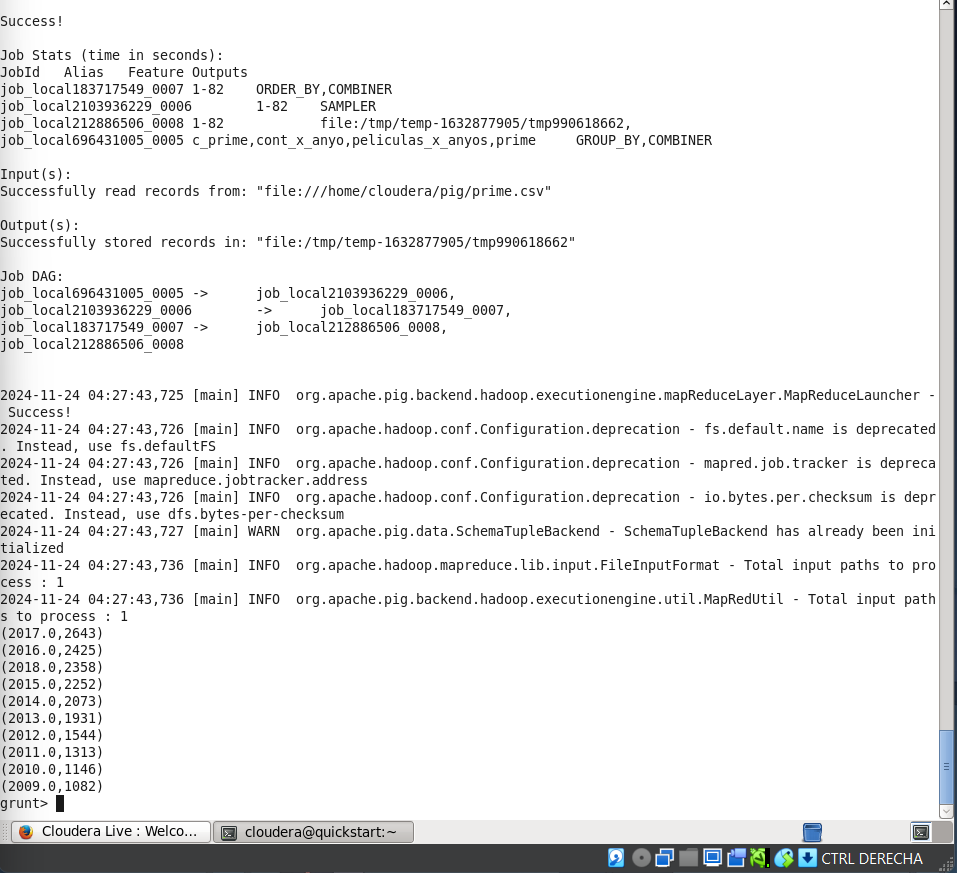 Success!
Job Stats (time in seconds):
JobId   Alias   Feature Outputs
job_local183717549_0007 1-82    ORDER_BY,COMBINER
job_local2103936229_0006        1-82    SAMPLER
job_local212886506_0008 1-82            file:/tmp/temp-1632877905/tmp990618662,
job_local696431005_0005 c_prime,cont_x_anyo,peliculas_x_anyos,prime     GROUP_BY,COMBINER
Input(s):
Successfully read records from: "file:///home/cloudera/pig/prime.csv"
Output(s):
Successfully stored records in: "file:/tmp/temp-1632877905/tmp990618662"
Job DAG:
job_local696431005_0005 ->      job_local2103936229_0006,
job_local2103936229_0006        ->      job_local183717549_0007,
job_local183717549_0007 ->      job_local212886506_0008,
job_local212886506_0008
2024-11-24 04:27:43,725 [main] INFO  org.apache.pig.backend.hadoop.executionengine.mapReduceLayer.MapReduceLauncher -
 Success!
2024-11-24 04:27:43,726 [main] INFO  org.apache.hadoop.conf.Configuration.deprecation - fs.default.name is deprecated
. Instead, use fs.defaultFS
2024-11-24 04:27:43,726 [main] INFO  org.apache.hadoop.conf.Configuration.deprecation - mapred.job.tracker is depreca
ted. Instead, use mapreduce.jobtracker.address
2024-11-24 04:27:43,726 [main] INFO  org.apache.hadoop.conf.Configuration.deprecation - io.bytes.per.checksum is depr
ecated. Instead, use dfs.bytes-per-checksum
2024-11-24 04:27:43,727 [main] WARN  org.apache.pig.data.SchemaTupleBackend - SchemaTupleBackend has already been ini
tialized
2024-11-24 04:27:43,736 [main] INFO  org.apache.hadoop.mapreduce.lib.input.FileInputFormat - Total input paths to pro
cess : 1
2024-11-24 04:27:43,736 [main] INFO  org.apache.pig.backend.hadoop.executionengine.util.MapRedUtil - Total input path
s to process : 1
(2017.0,2643)
(2016.0,2425)
(2018.0,2358)
(2015.0,2252)
(2014.0,2073)
(2013.0,1931)
(2012.0,1544)
(2011.0,1313)
(2010.0,1146)
(2009.0,1082)
grunt>
Cloudera Live : Welco...
cloudera@quickstart:~
CTRL DERECHA